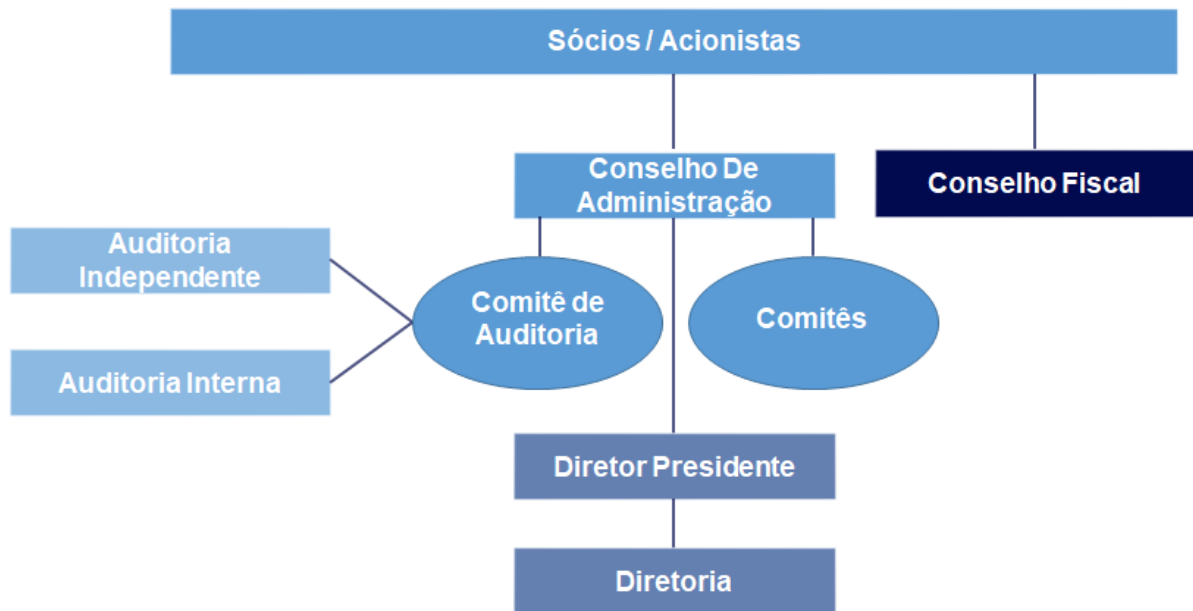 Sócios / Acionistas
Conselho De
Administração
Conselho Fiscal
Auditoria
Independente
Comitê de
Auditoria
Comitês
Auditoria Interna
Diretor Presidente
Diretoria